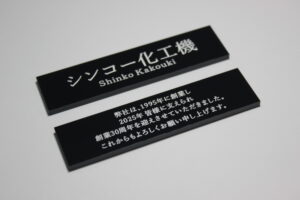 シンコー化工機
Shinko Kakouki
弊社は、1995年に創業し
2025年 皆様に支えられ
創業30周年を迎えさせていただきました。
これからもよろしくお願い申し上げます。